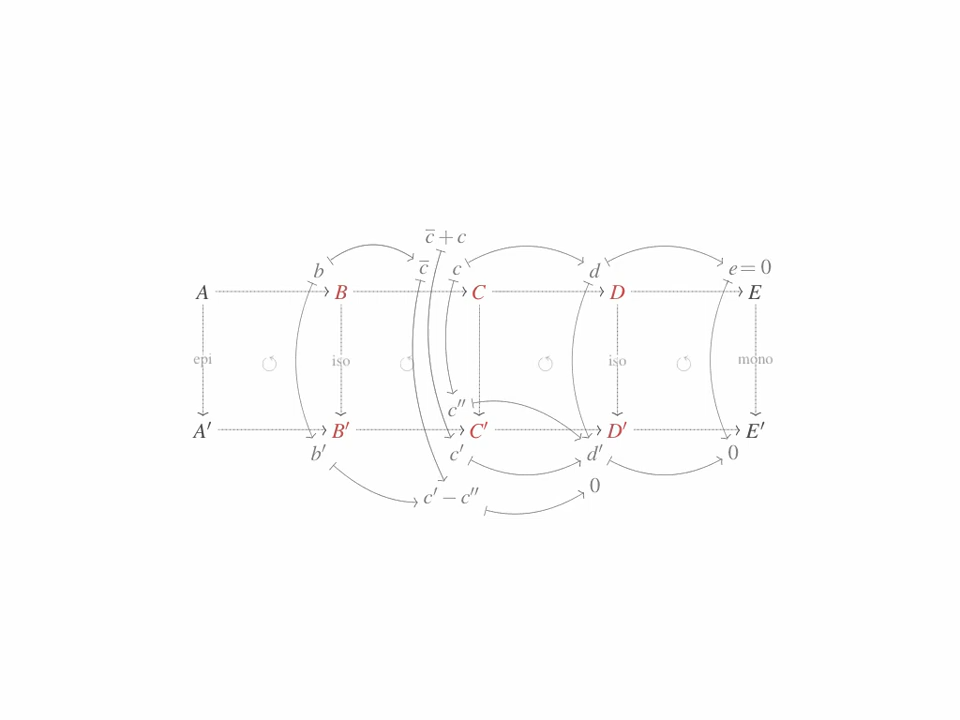 c̅ + c
b c̅ c d e = 0
A B C D E
epi iso iso mono
c″
A′ B′ C′ D′ E′
b′ c′ d′ 0
c′ − c″ 0